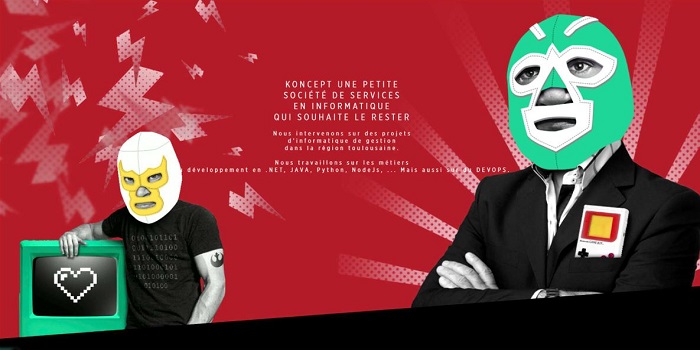 KONCEPT UNE PETITE
SOCIÉTÉ DE SERVICES
EN INFORMATIQUE
QUI SOUHAITE LE RESTER
Nous intervenons sur des projets
d'informatique de gestion
dans la région toulousaine.
Nous travaillons sur les métiers
développement en .NET, JAVA, Python, NodeJs, ... Mais aussi sur du DEVOPS.